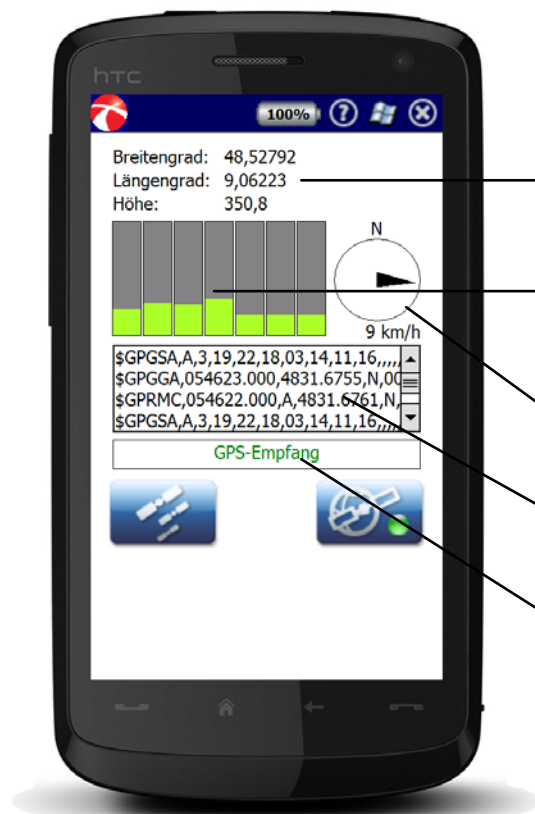 hTC
100%
Breitengrad: 48,52792
Längengrad: 9,06223
Höhe: 350,8
N
9 km/h
$GPGSA,A,3,19,22,18,03,14,11,16,,,,,
$GPGGA,054623.000,4831.6755,N,00
$GPRMC,054622.000,A,4831.6761,N,
$GPGSA,A,3,19,22,18,03,14,11,16,,,,,
GPS-Empfang